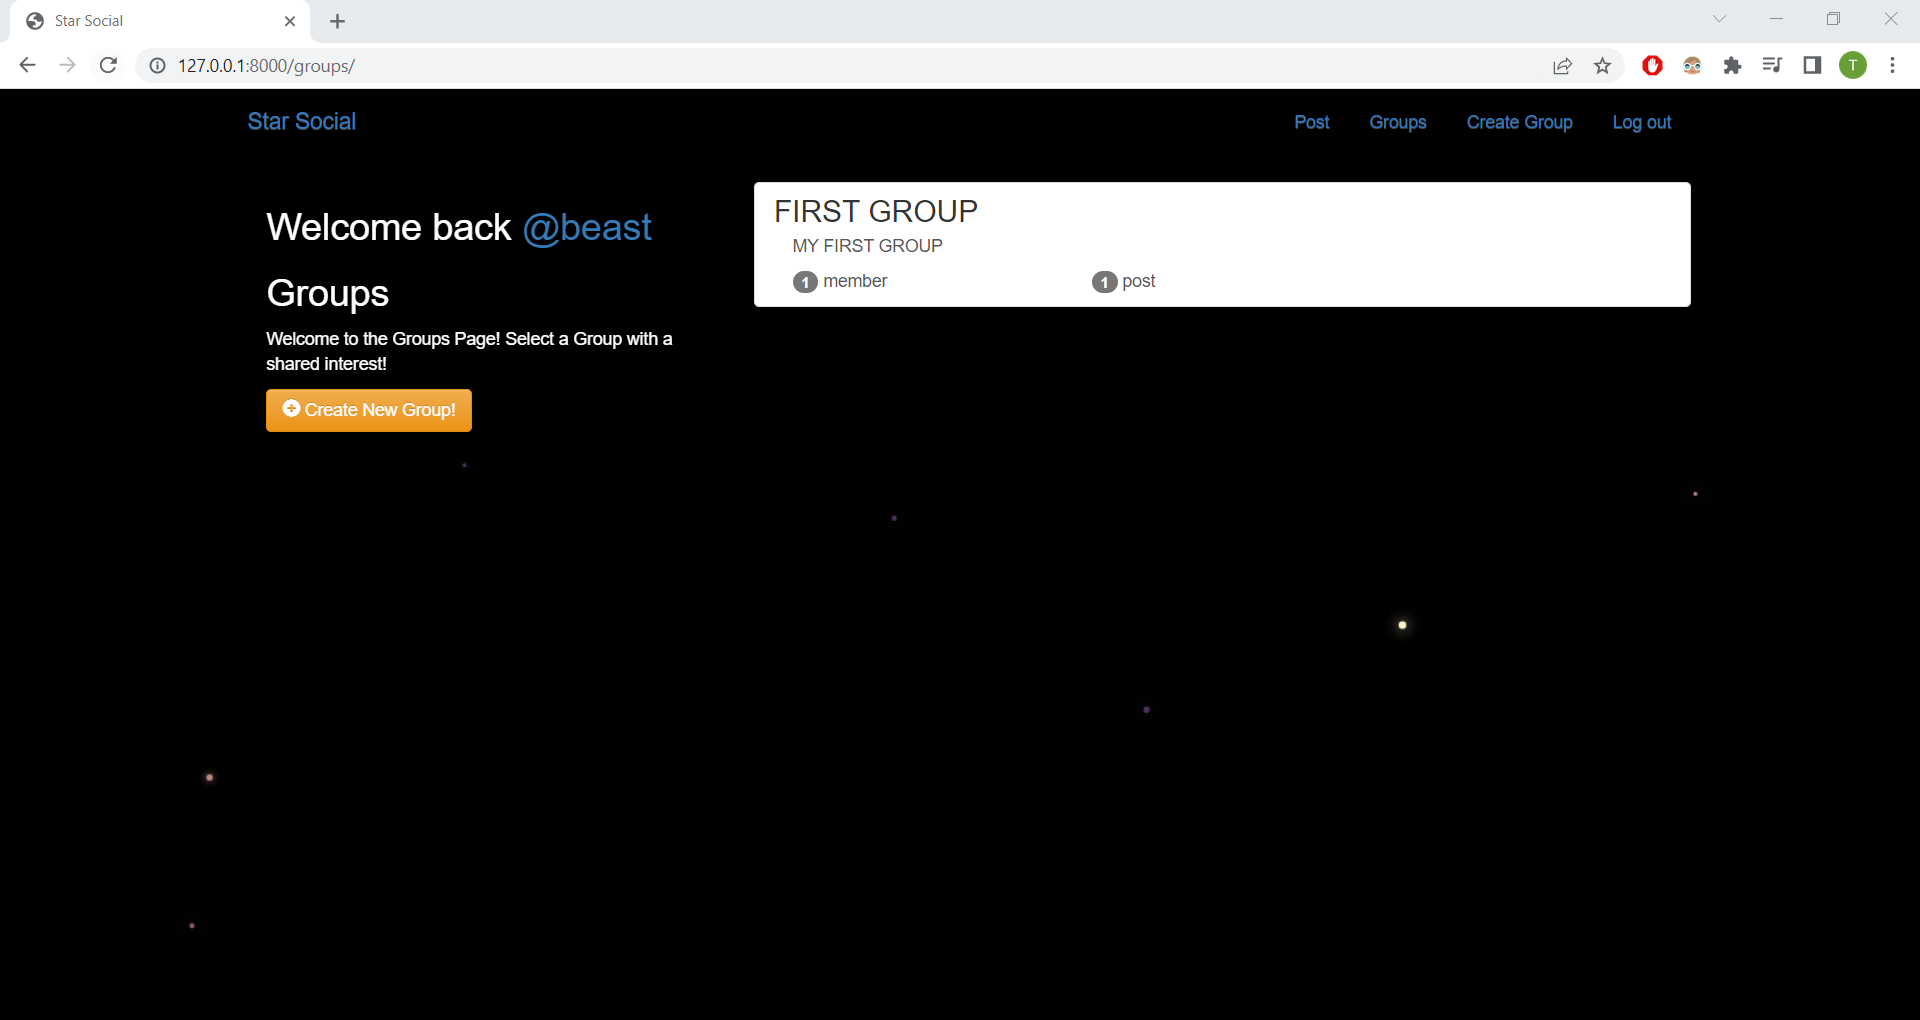 Star Social
127.0.0.1:8000/groups/
T
Star Social
Post
Groups
Create Group
Log out
Welcome back @beast
Groups
Welcome to the Groups Page! Select a Group with a
shared interest!
Create New Group!
FIRST GROUP
MY FIRST GROUP
1 member
1 post